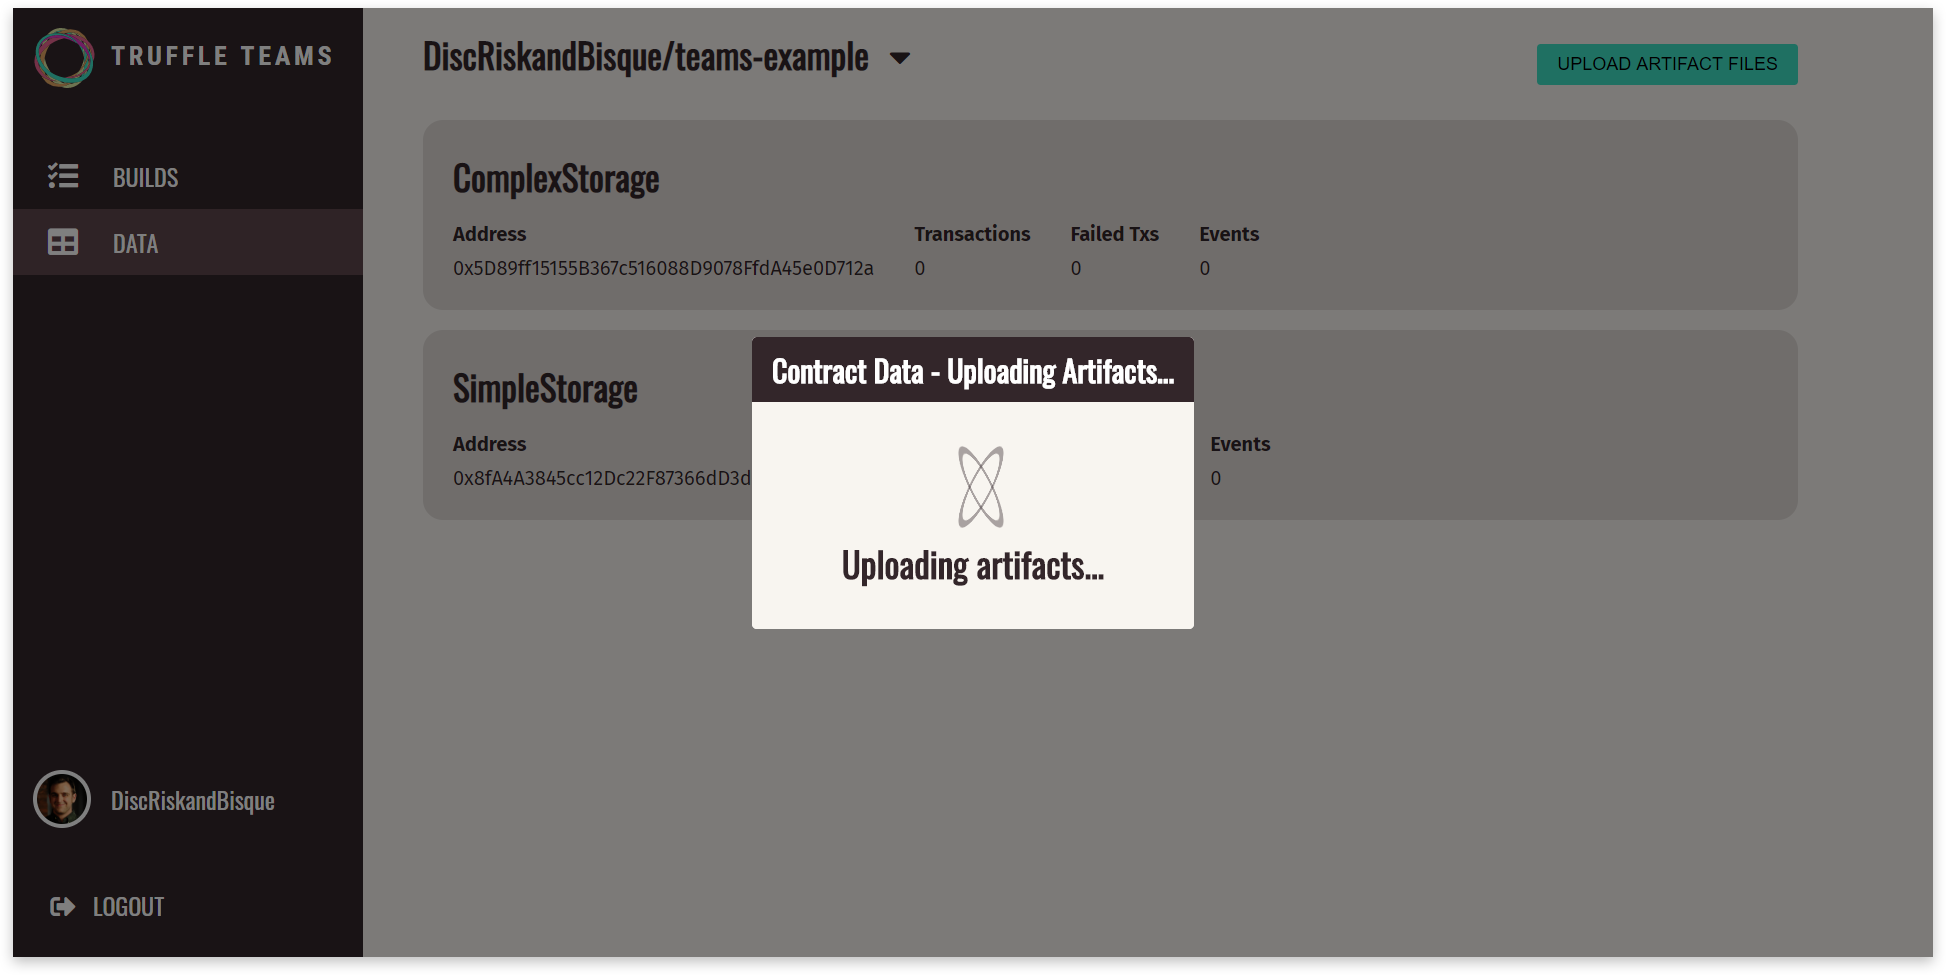 TRUFFLE TEAMS
BUILDS
DATA
DiscRiskandBisque
LOGOUT
DiscRiskandBisque/teams-example
UPLOAD ARTIFACT FILES
ComplexStorage
Address Transactions Failed Txs Events
0x5D89ff15155B367c516088D9078FfdA45e0D712a 0 0 0
SimpleStorage
Address Events
0x8fA4A3845cc12Dc22F87366dD3d 0
Contract Data - Uploading Artifacts...
Uploading artifacts...